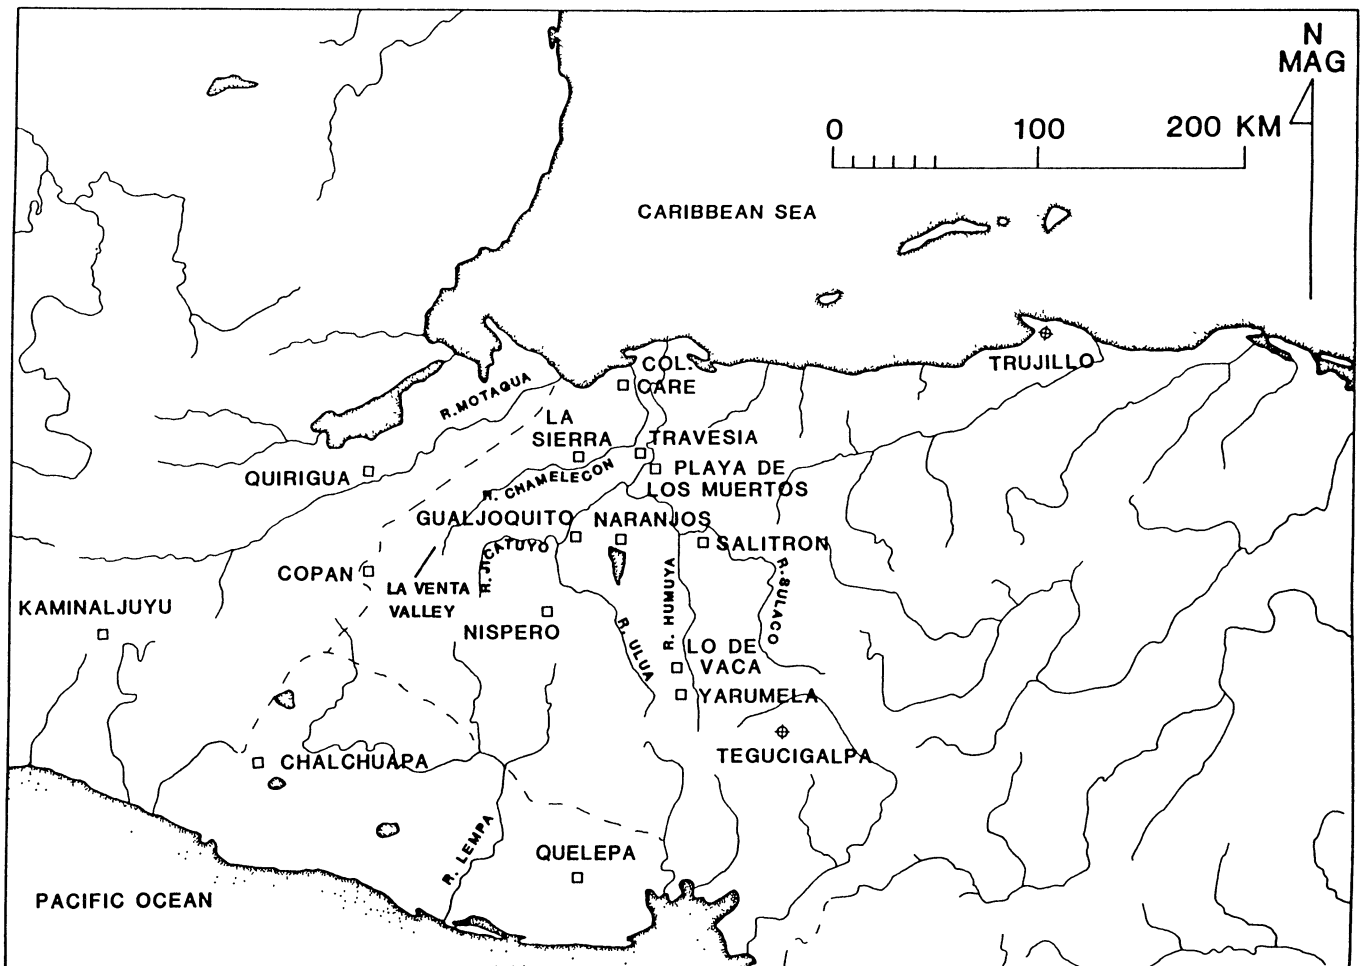 N
MAG
0 100 200 KM
CARIBBEAN SEA
TRUJILLO
COL.
CARE
R. MOTAGUA
LA
SIERRA
TRAVESIA
QUIRIGUA
PLAYA DE
LOS MUERTOS
R. CHAMELECON
GUALJOQUITO
NARANJOS
SALITRON
R. JICATUYO
COPAN
LA VENTA
VALLEY
R. HUMUYA
R. SULACO
KAMINALJUYU
NISPERO
R. ULUA
LO DE
VACA
YARUMELA
TEGUCIGALPA
CHALCHUAPA
R. LEMPA
QUELEPA
PACIFIC OCEAN